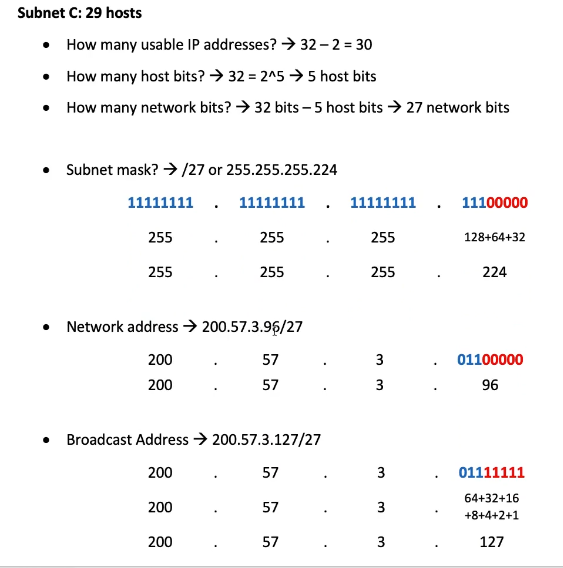 Subnet C: 29 hosts
• How many usable IP addresses? → 32 – 2 = 30
• How many host bits? → 32 = 2^5 → 5 host bits
• How many network bits? → 32 bits – 5 host bits → 27 network bits
• Subnet mask? → /27 or 255.255.255.224
11111111 . 11111111 . 11111111 . 11100000
255 . 255 . 255 128+64+32
255 . 255 . 255 . 224
• Network address → 200.57.3.96/27
200 . 57 . 3 . 01100000
200 . 57 . 3 . 96
• Broadcast Address → 200.57.3.127/27
200 . 57 . 3 . 01111111
200 . 57 . 3 . 64+32+16
+8+4+2+1
200 . 57 . 3 . 127